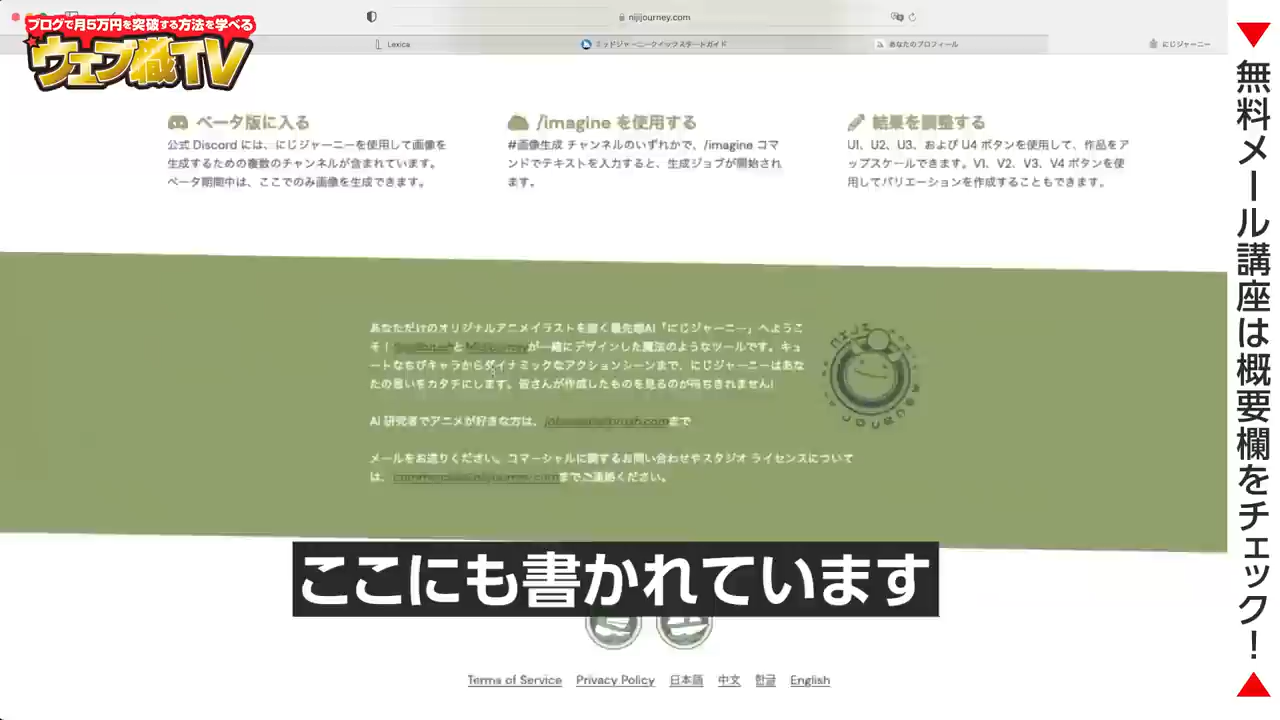 ブログで月5万円を突破する方法を学べる
ウェブ職TV
nijijourney.com
Lexica
ミッドジャーニークイックスタートガイド
あなたのプロフィール
にじジャーニー
ベータ版に入る
公式 Discord には、にじジャーニーを使用して画像を
生成するための複数のチャンネルが含まれています。
ベータ期間中は、ここでのみ画像を生成できます。
/imagine を使用する
#画像生成 チャンネルのいずれかで、/imagine コマ
ンドでテキストを入力すると、生成ジョブが開始され
ます。
結果を調整する
U1、U2、U3、および U4 ボタンを使用して、作品をア
ップスケールできます。V1、V2、V3、V4 ボタンを使
用してバリエーションを作成することもできます。
あなただけのオリジナルアニメイラストを描く最先端AI「にじジャーニー」へようこ
そ！ と Midjourneyが一緒にデザインした魔法のようなツールです。キュ
ートなちびキャラからダイナミックなアクションシーンまで、にじジャーニーはあな
たの思いをカタチにします。皆さんが作成したものを見るのが待ちきれません!
AI 研究者でアニメが好きな方は、まで
メールをお送りください。コマーシャルに関するお問い合わせやスタジオ ライセンスについて
は、までご連絡ください。
ここにも書かれています
Terms of Service Privacy Policy 日本語 中文 한글 English
▼無料メール講座は概要欄をチェック！▲